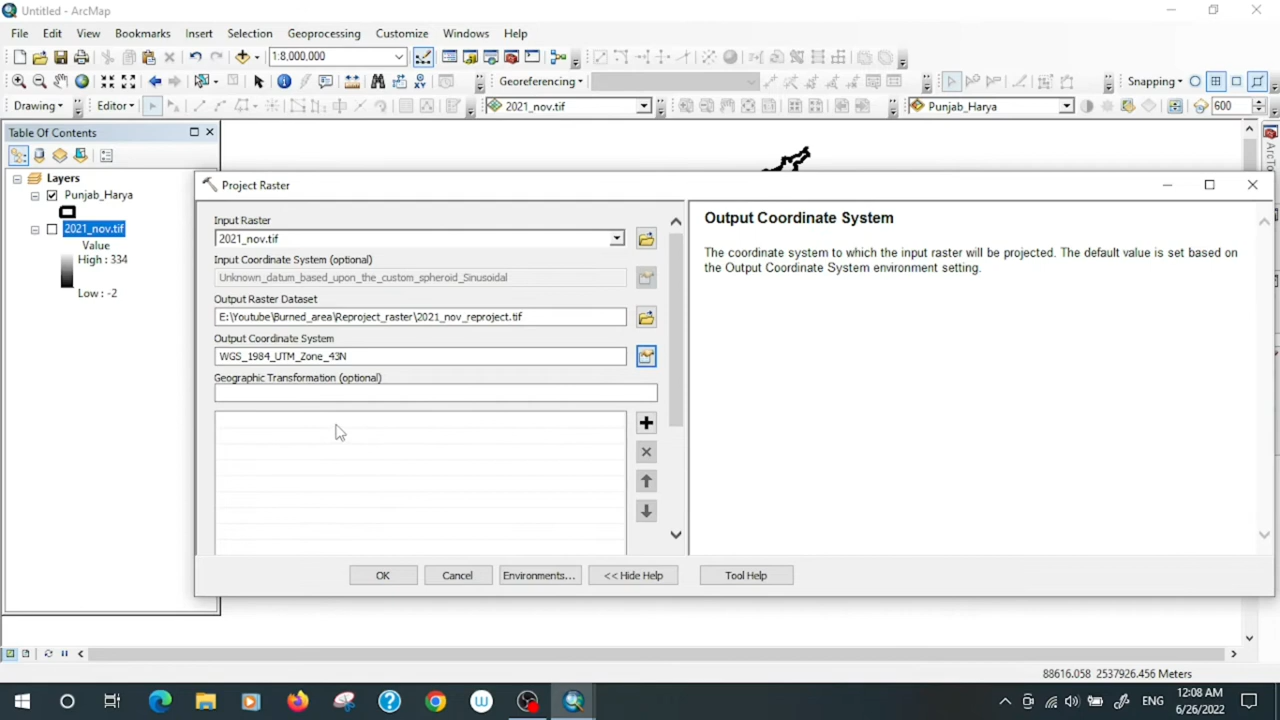 Untitled - ArcMap
File Edit View Bookmarks Insert Selection Geoprocessing Customize Windows Help
1:8,000,000
Georeferencing
Snapping
Drawing Editor 2021_nov.tif Punjab_Harya 600
Table Of Contents
Layers
Punjab_Harya
2021_nov.tif
Value
High : 334
Low : -2
Project Raster
Input Raster
2021_nov.tif
Input Coordinate System (optional)
Unknown_datum_based_upon_the_custom_spheroid_Sinusoidal
Output Raster Dataset
E:\Youtube\Burned_area\Reproject_raster\2021_nov_reproject.tif
Output Coordinate System
WGS_1984_UTM_Zone_43N
Geographic Transformation (optional)
OK Cancel Environments... << Hide Help Tool Help
Output Coordinate System
The coordinate system to which the input raster will be projected. The default value is set based on
the Output Coordinate System environment setting.
ArcTo
88616.058 2537926.456 Meters
ENG
12:08 AM
6/26/2022